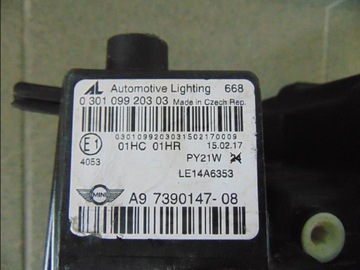 AL Automotive Lighting 668
0 301 099 203 03 Made in Czech Rep.
0301099203031502170009
E1 01HC 01HR 15.02.17
4053 PY21W 24
LE14A6353
MINI A9 7390147-08